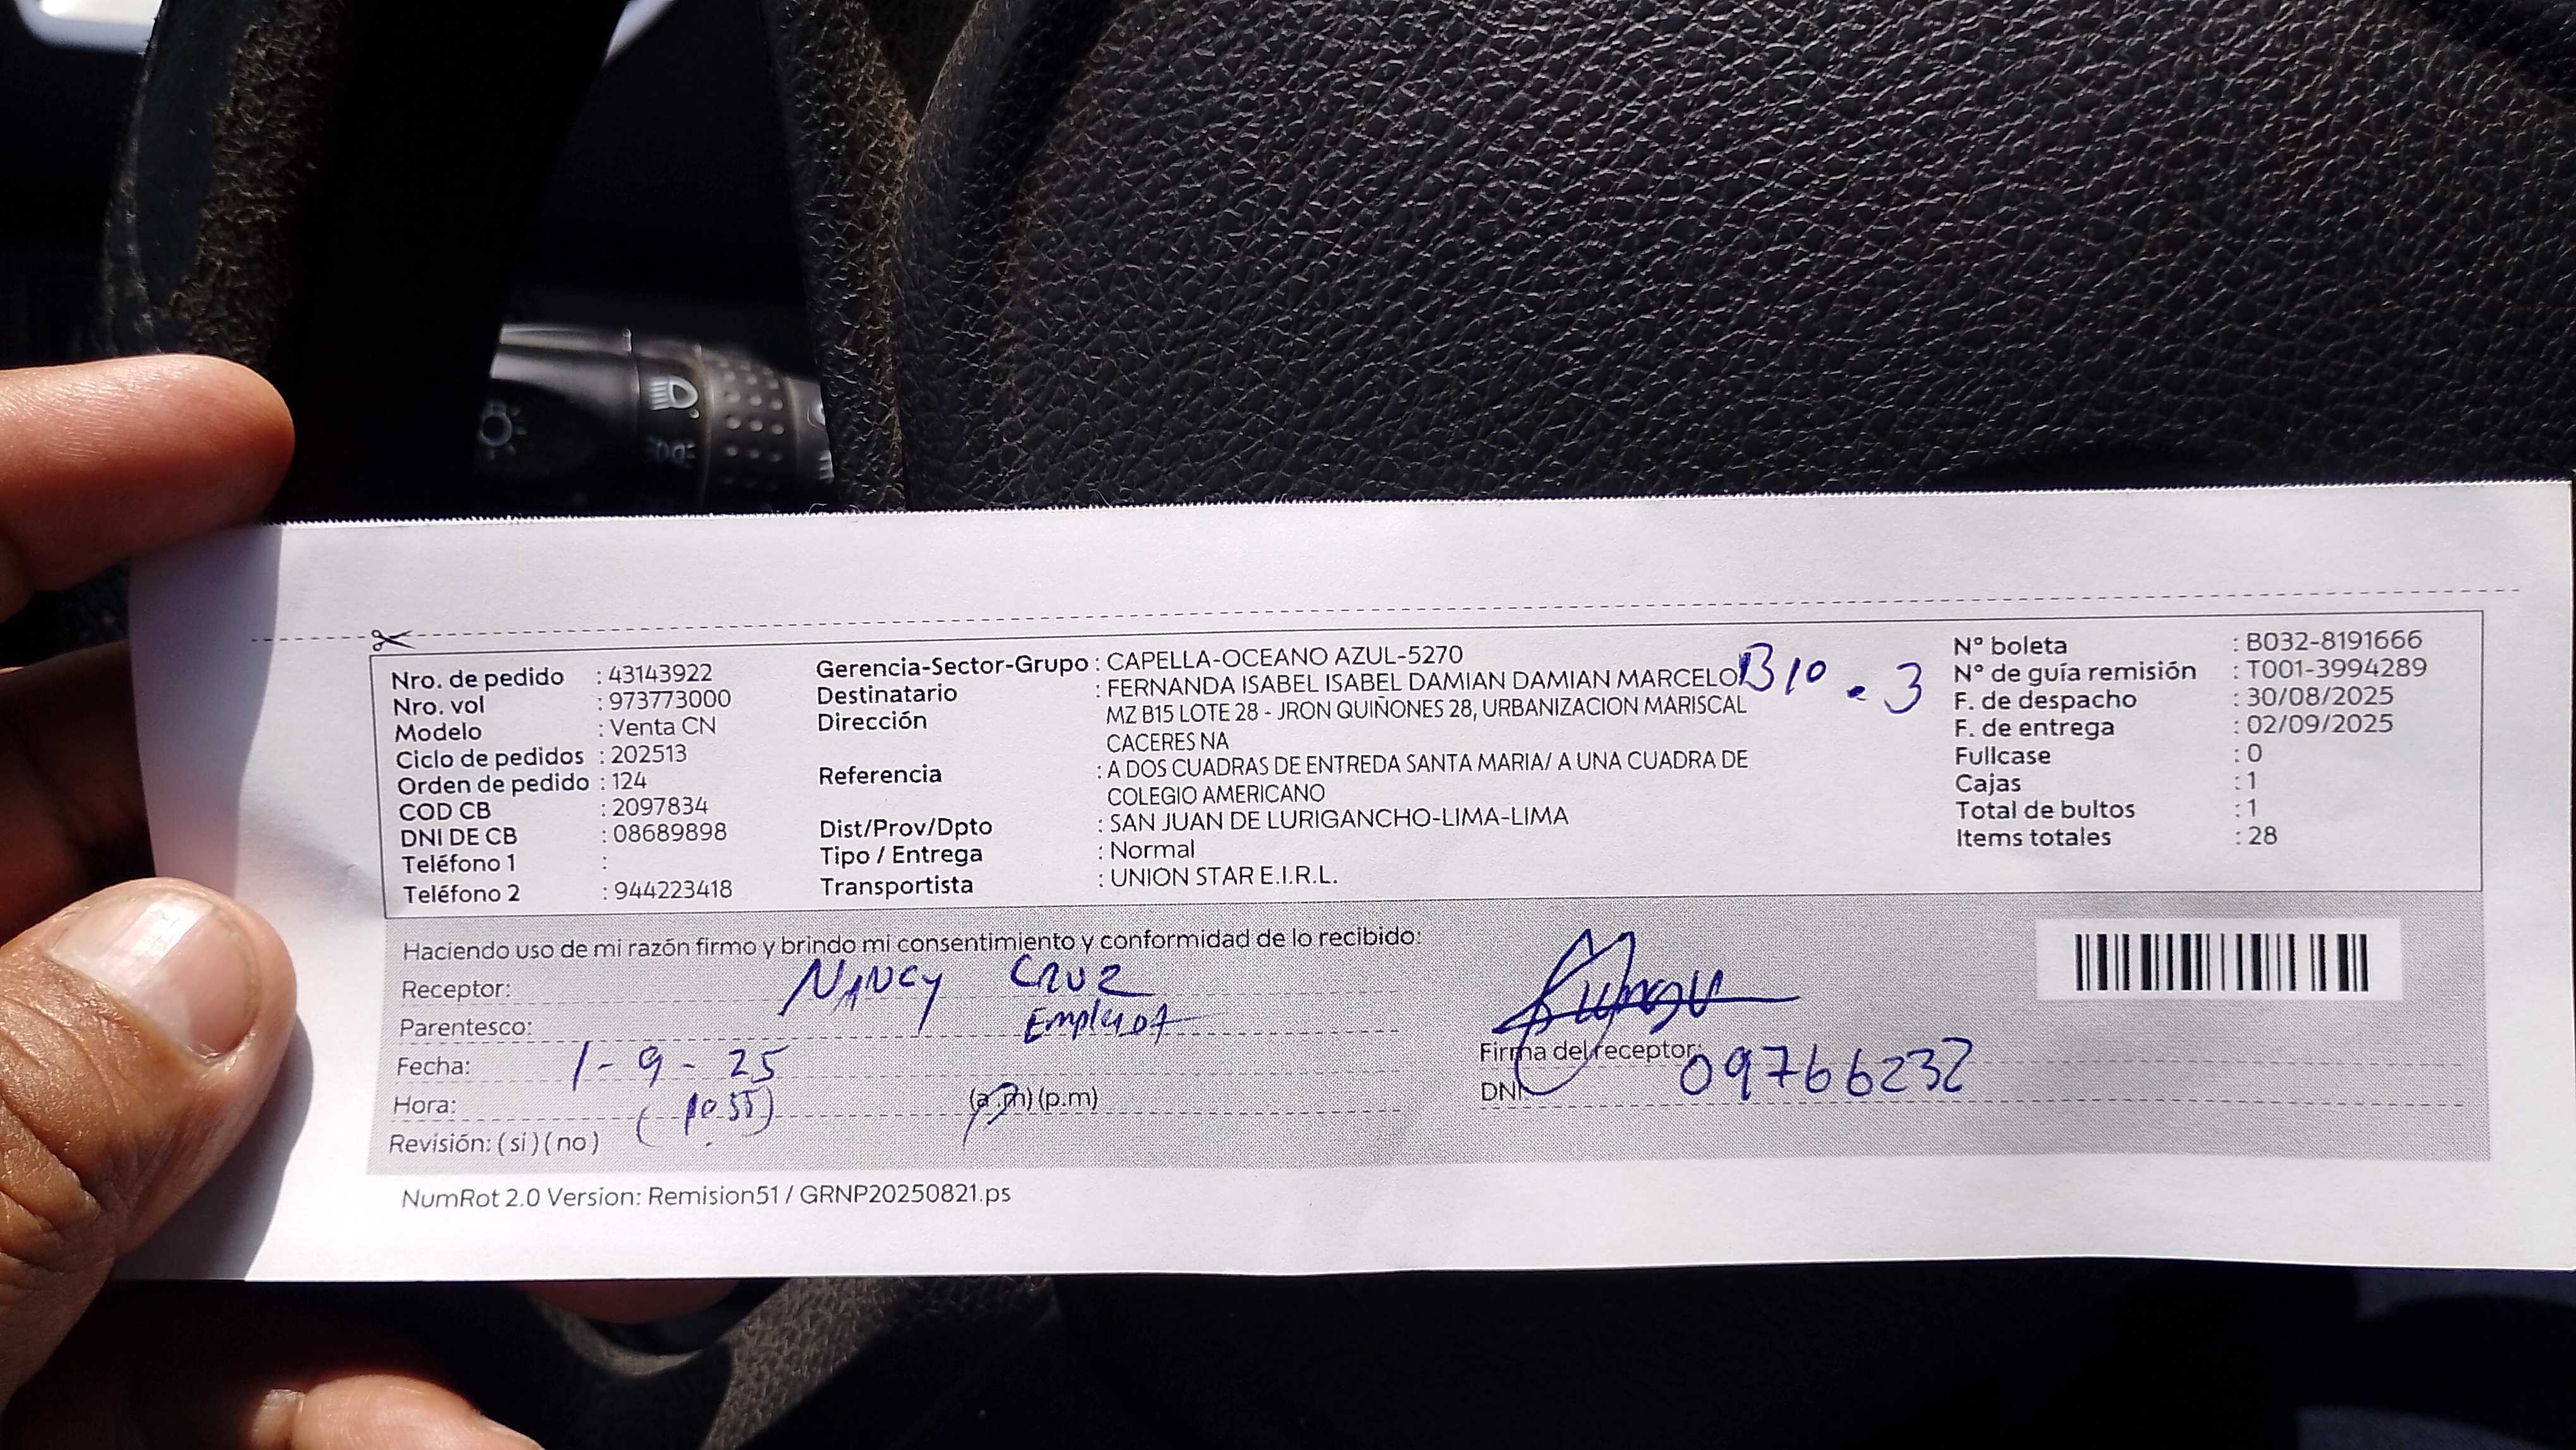 Nro. de pedido : 43143922
Nro. vol : 973773000
Modelo : Venta CN
Ciclo de pedidos : 202513
Orden de pedido : 124
COD CB : 2097834
DNI DE CB : 08689898
Teléfono 1 :
Teléfono 2 : 944223418
Gerencia-Sector-Grupo : CAPELLA-OCEANO AZUL-5270
Destinatario : FERNANDA ISABEL ISABEL DAMIAN DAMIAN MARCELO
B10 - 3
Dirección MZ B15 LOTE 28 - JRON QUIÑONES 28, URBANIZACION MARISCAL
CACERES NA
Referencia : A DOS CUADRAS DE ENTREDA SANTA MARIA/ A UNA CUADRA DE
COLEGIO AMERICANO
Dist/Prov/Dpto : SAN JUAN DE LURIGANCHO-LIMA-LIMA
Tipo / Entrega : Normal
Transportista : UNION STAR E.I.R.L.
N° boleta : B032-8191666
N° de guía remisión : T001-3994289
F. de despacho : 30/08/2025
F. de entrega : 02/09/2025
Fullcase : 0
Cajas : 1
Total de bultos : 1
Items totales : 28
Haciendo uso de mi razón firmo y brindo mi consentimiento y conformidad de lo recibido:
Receptor: NANCY CRUZ
Parentesco:
Fecha: 1-9-25
Hora: (10 55) (a.m) (p.m)
Revisión: ( si ) ( no )
Firma del receptor:
DNI 09766232
NumRot 2.0 Version: Remision51 / GRNP20250821.ps